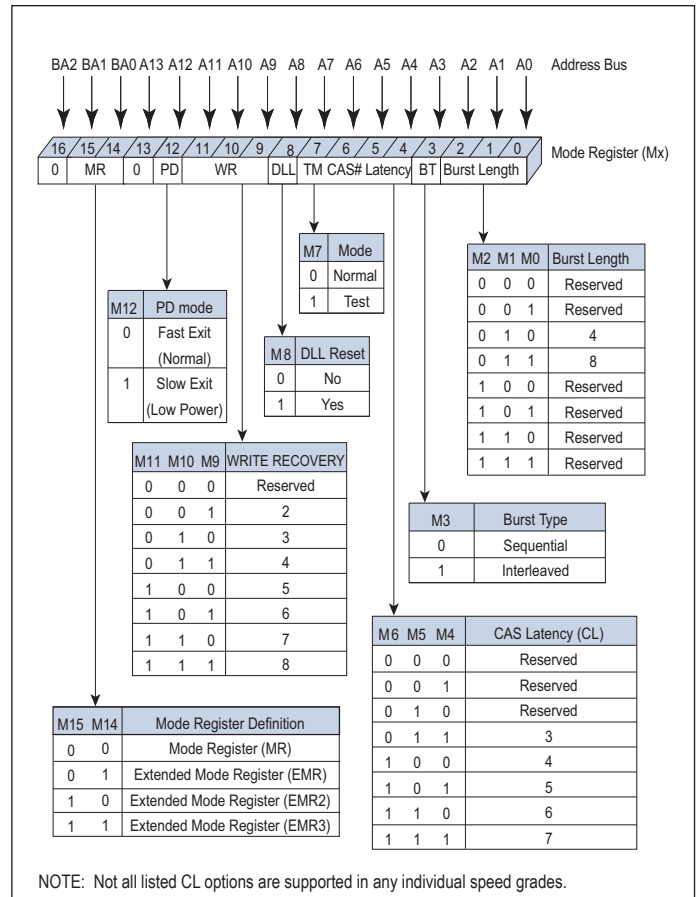 BA2 BA1 BA0 A13 A12 A11 A10 A9 A8 A7 A6 A5 A4 A3 A2 A1 A0 Address Bus
16 15 14 13 12 11 10 9 8 7 6 5 4 3 2 1 0 Mode Register (Mx)
0 MR 0 PD WR DLL TM CAS# Latency BT Burst Length
M7 Mode
0 Normal
1 Test
M2 M1 M0 Burst Length
0 0 0 Reserved
0 0 1 Reserved
0 1 0 4
0 1 1 8
1 0 0 Reserved
1 0 1 Reserved
1 1 0 Reserved
1 1 1 Reserved
M12 PD mode
0 Fast Exit
(Normal)
1 Slow Exit
(Low Power)
M8 DLL Reset
0 No
1 Yes
M11 M10 M9 WRITE RECOVERY
0 0 0 Reserved
0 0 1 2
0 1 0 3
0 1 1 4
1 0 0 5
1 0 1 6
1 1 0 7
1 1 1 8
M3 Burst Type
0 Sequential
1 Interleaved
M6 M5 M4 CAS Latency (CL)
0 0 0 Reserved
0 0 1 Reserved
0 1 0 Reserved
0 1 1 3
1 0 0 4
1 0 1 5
1 1 0 6
1 1 1 7
M15 M14 Mode Register Definition
0 0 Mode Register (MR)
0 1 Extended Mode Register (EMR)
1 0 Extended Mode Register (EMR2)
1 1 Extended Mode Register (EMR3)
NOTE: Not all listed CL options are supported in any individual speed grades.